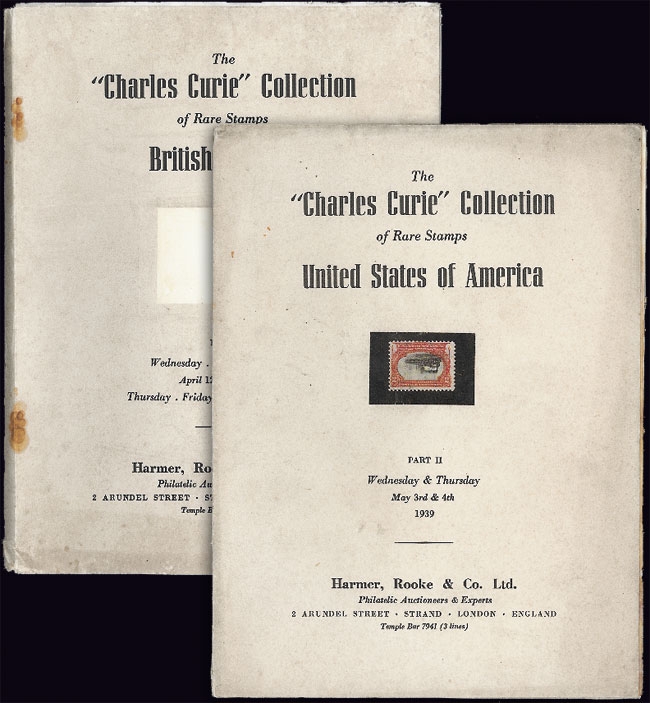 The
"Charles Curie" Collection
of Rare Stamps
British
Wednesday .
April 12
Thursday . Friday
Harmer, Ro
Philatelic Au
2 ARUNDEL STREET · S
Temple B
The
"Charles Curie" Collection
of Rare Stamps
United States of America
PART II
Wednesday & Thursday
May 3rd & 4th
1939
Harmer, Rooke & Co. Ltd.
Philatelic Auctioneers & Experts
2 ARUNDEL STREET · STRAND · LONDON · ENGLAND
Temple Bar 7941 (3 lines)